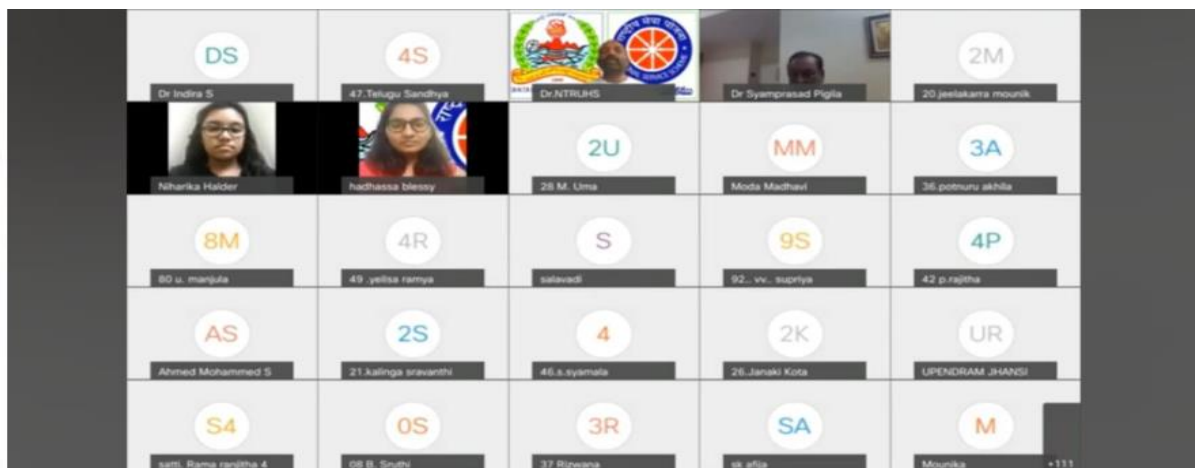 DS
Dr Indira S
4S
47.Telugu Sandhya
राष्ट्रीय सेवा योजना
Dr.NTRUHS
Dr Syamprasad Piglia
2M
20.jeelakarra mounik
Niharika Halder
hadhassa blessy
2U
28 M. Uma
MM
Moda Madhavi
3A
36.potnuru akhila
8M
80 u. manjula
4R
49 .yelisa ramya
S
salavadi
9S
92.. vv.. supriya
4P
42 p.rajitha
AS
Ahmed Mohammed S
2S
21.kalinga sravanthi
4
46.s.syamala
2K
26.Janaki Kota
UR
UPENDRAM JHANSI
S4
satti. Rama ranjitha 4
0S
08 B. Sruthi
3R
37 Rizwana
SA
sk afija
M
Mounika
+111